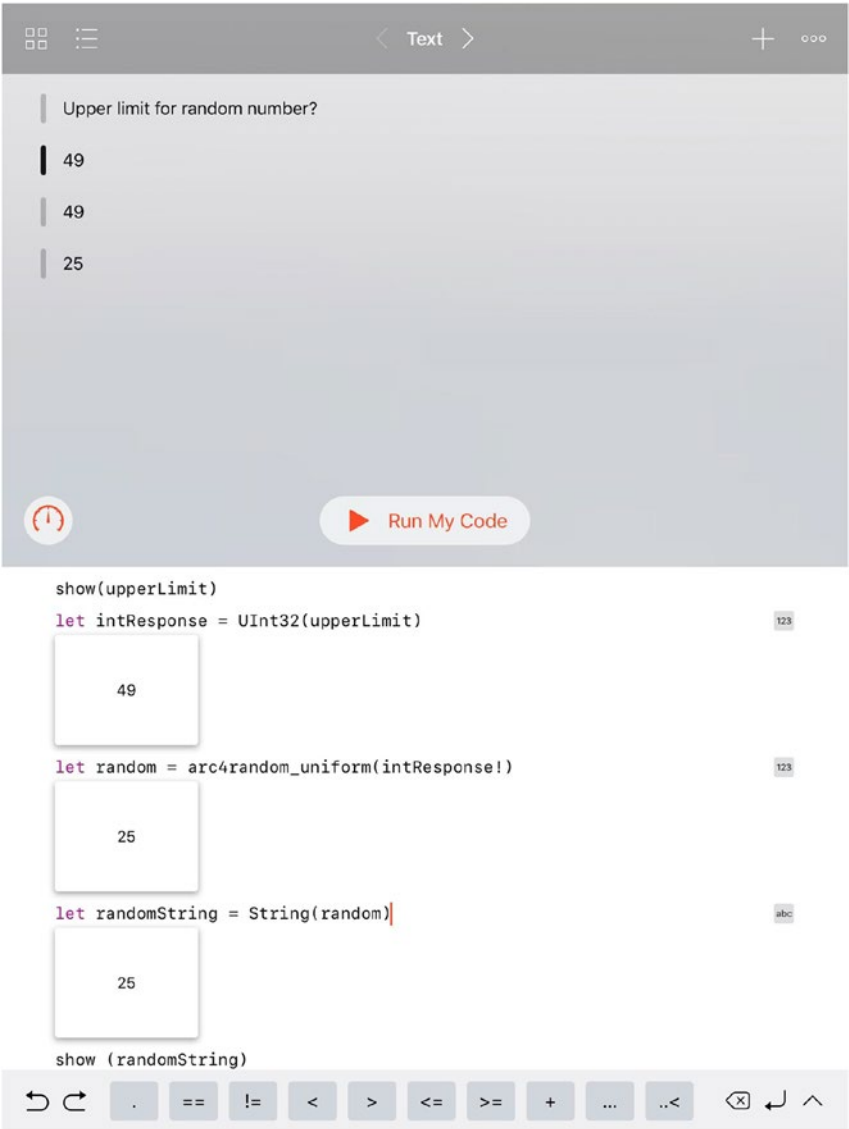 Text
ooo
Upper limit for random number?
49
49
25
Run My Code
show(upperLimit)
let intResponse = UInt32(upperLimit)
123
49
let random = arc4random_uniform(intResponse!)
123
25
let randomString = String(random)
abc
25
show (randomString)
. == != < > <= >= + ... ..<